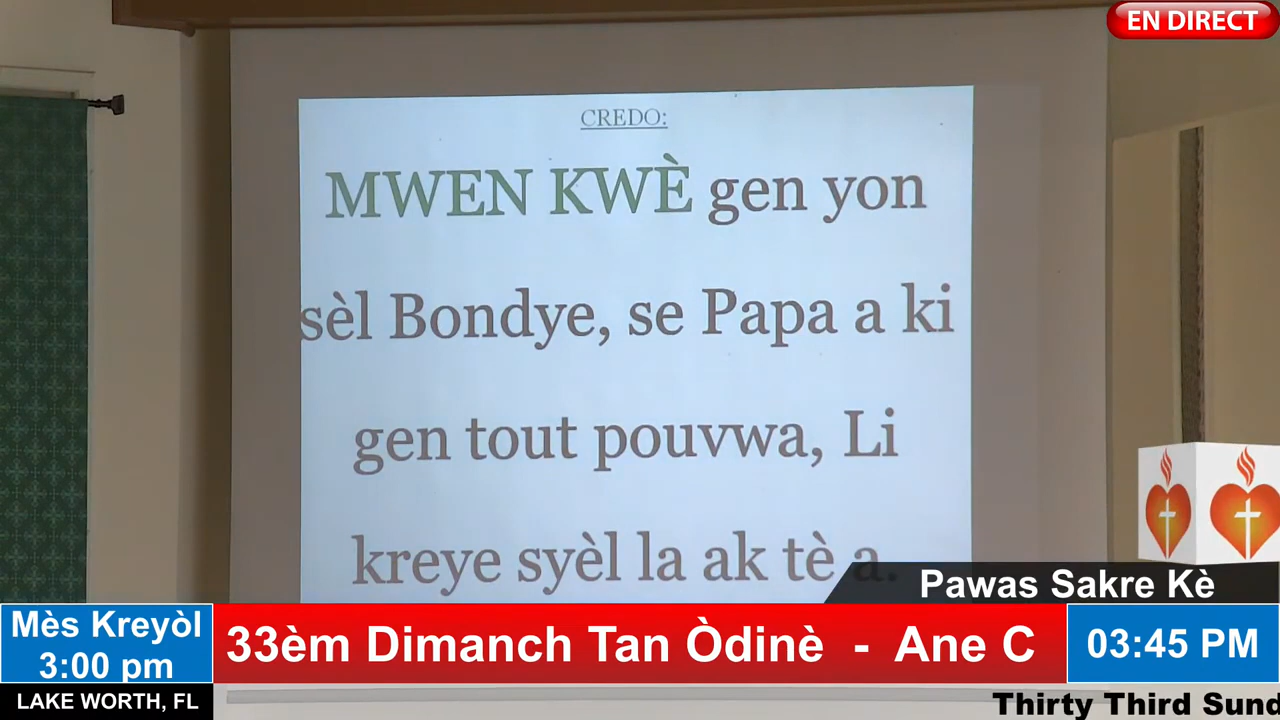 EN DIRECT
CREDO:
MWEN KWÈ gen yon
sèl Bondye, se Papa a ki
gen tout pouvwa, Li
kreye syèl la ak tè a.
Pawas Sakre Kè
Mès Kreyòl
3:00 pm
33èm Dimanch Tan Òdinè - Ane C
03:45 PM
LAKE WORTH, FL
Thirty Third Sund